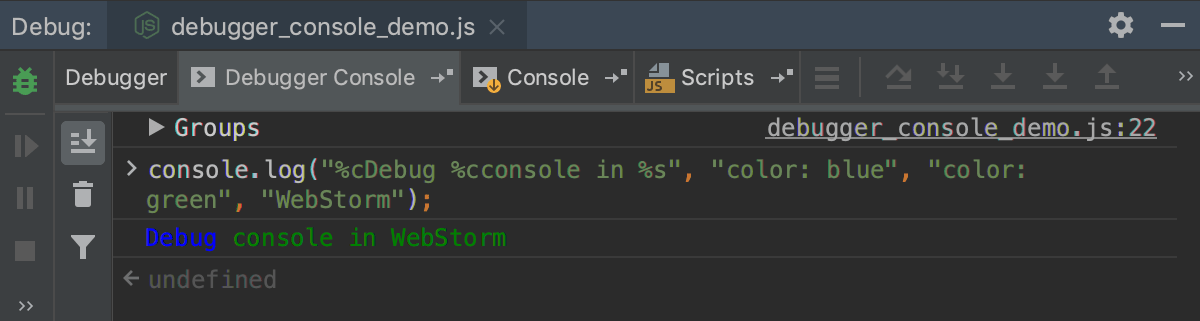 Debug: debugger_console_demo.js
Debugger Debugger Console Console Scripts
Groups debugger_console_demo.js:22
console.log("%cDebug %cconsole in %s", "color: blue", "color:
green", "WebStorm");
Debug console in WebStorm
undefined